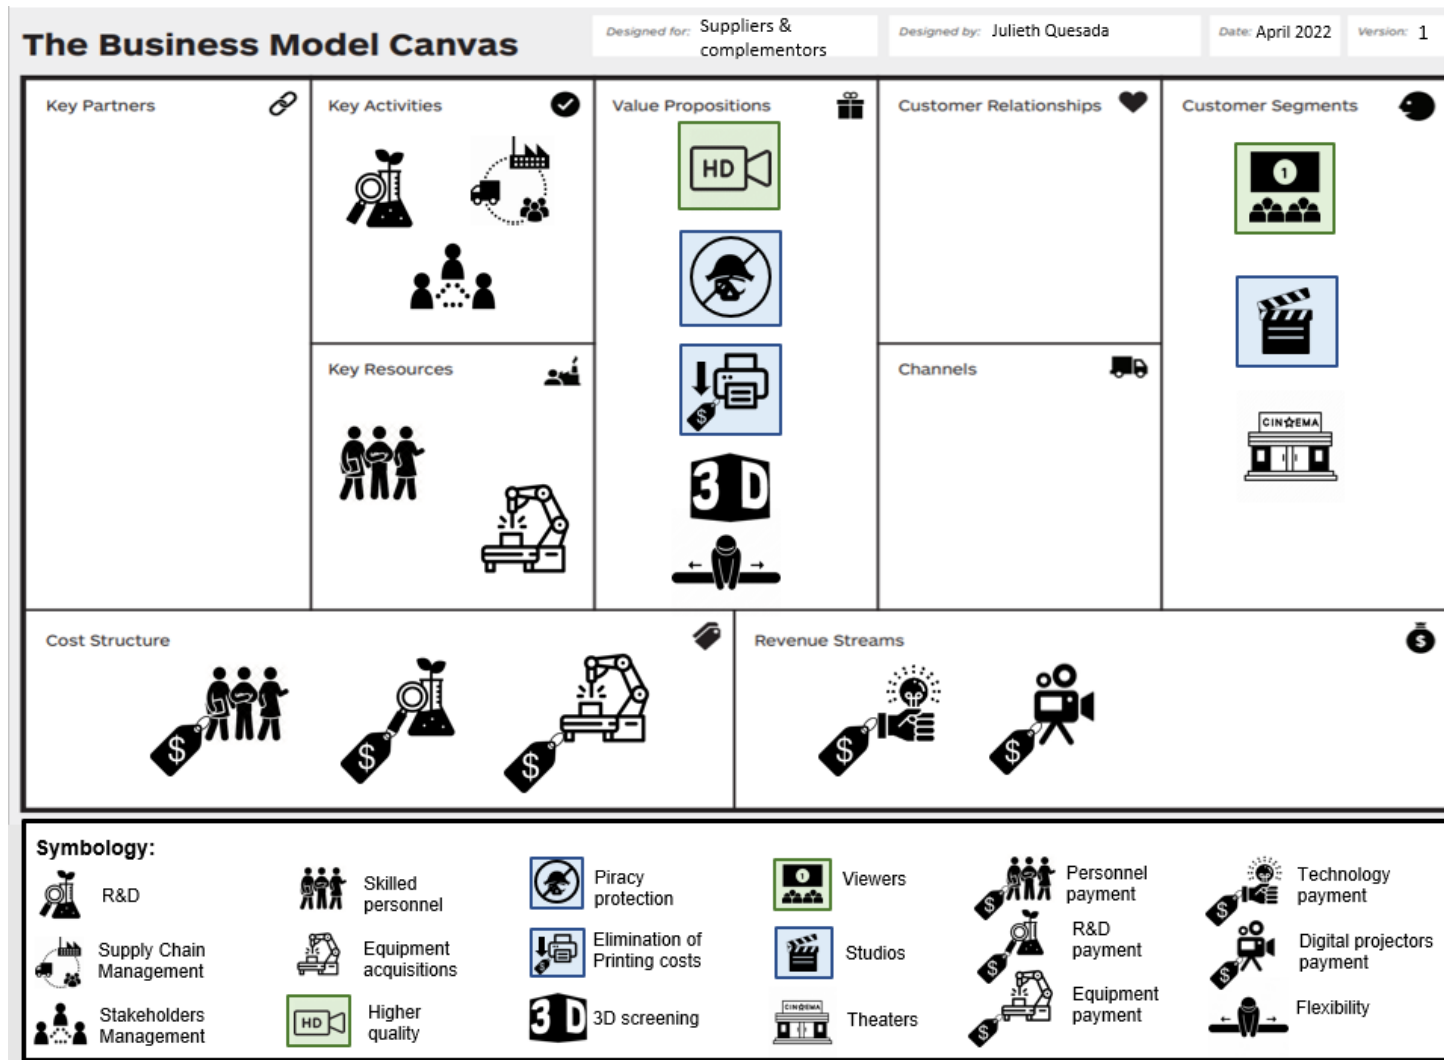 The Business Model Canvas
Designed for: Suppliers &
complementors
Designed by: Julieth Quesada
Date: April 2022
Version: 1
Key Partners
Key Activities
Value Propositions
Customer Relationships
Customer Segments
HD
1
Key Resources
Channels
CINEMA
3D
Cost Structure
Revenue Streams
$
$
$
$
$
$
Symbology:
R&D
Supply Chain
Management
Stakeholders
Management
Skilled
personnel
Equipment
acquisitions
HD
Higher
quality
Piracy
protection
$
Elimination of
Printing costs
3D
3D screening
1
Viewers
Studios
CINEMA
Theaters
$
Personnel
payment
$
R&D
payment
$
Equipment
payment
$
Technology
payment
$
Digital projectors
payment
Flexibility